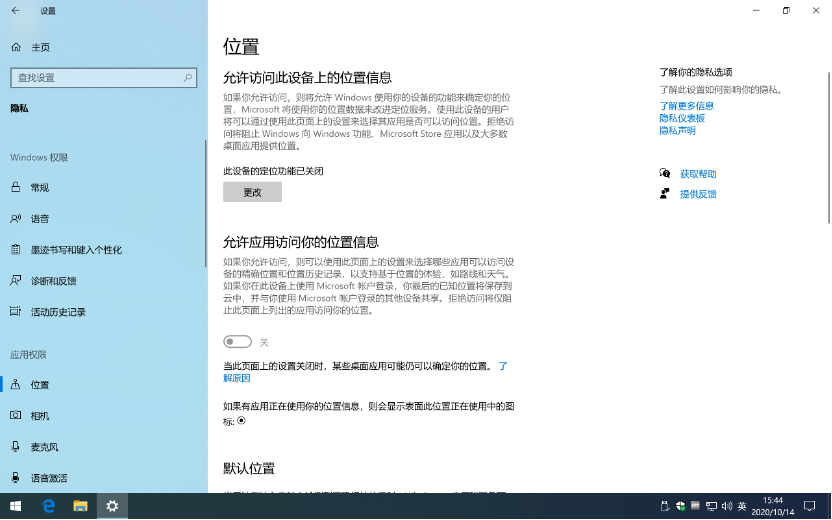 设置
主页
查找设置
隐私
Windows 权限
常规
语音
墨迹书写和键入个性化
诊断和反馈
活动历史记录
应用权限
位置
相机
麦克风
语音激活
位置
允许访问此设备上的位置信息
如果你允许访问，则将允许 Windows 使用你的设备的功能来确定你的位
置，Microsoft 将使用你的位置数据来改进定位服务。使用此设备的用户
将可以通过使用此页面上的设置来选择其应用是否可以访问位置。拒绝访
问将阻止 Windows 向 Windows 功能、Microsoft Store 应用以及大多数
桌面应用提供位置。
此设备的定位功能已关闭
更改
允许应用访问你的位置信息
如果你允许访问，则可以使用此页面上的设置来选择哪些应用可以访问设
备的精确位置和位置历史记录，以支持基于位置的体验，如路线和天气。
如果你在此设备上使用 Microsoft 帐户登录，你最后的已知位置将保存到
云中，并与你使用 Microsoft 帐户登录的其他设备共享。拒绝访问将仅阻
止此页面上列出的应用访问你的位置。
关
当此页面上的设置关闭时，某些桌面应用可能仍可以确定你的位置。 了
解原因
如果有应用正在使用你的位置信息，则会显示表面此位置正在使用中的图
标:
默认位置
了解你的隐私选项
了解此设置如何影响你的隐私。
了解更多信息
隐私仪表板
隐私声明
获取帮助
提供反馈
英
15:44
2020/10/14